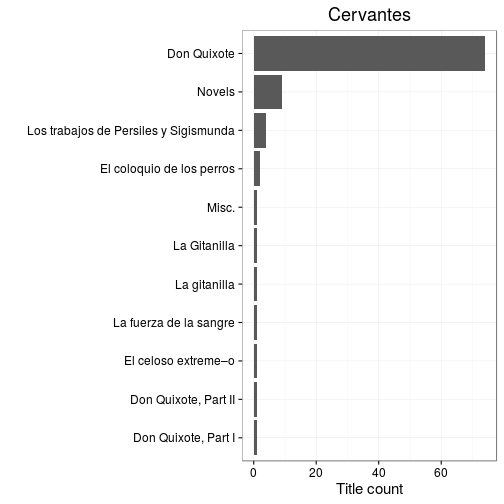 Cervantes
Don Quixote
Novels
Los trabajos de Persiles y Sigismunda
El coloquio de los perros
Misc.
La Gitanilla
La gitanilla
La fuerza de la sangre
El celoso extreme–o
Don Quixote, Part II
Don Quixote, Part I
0 20 40 60
Title count